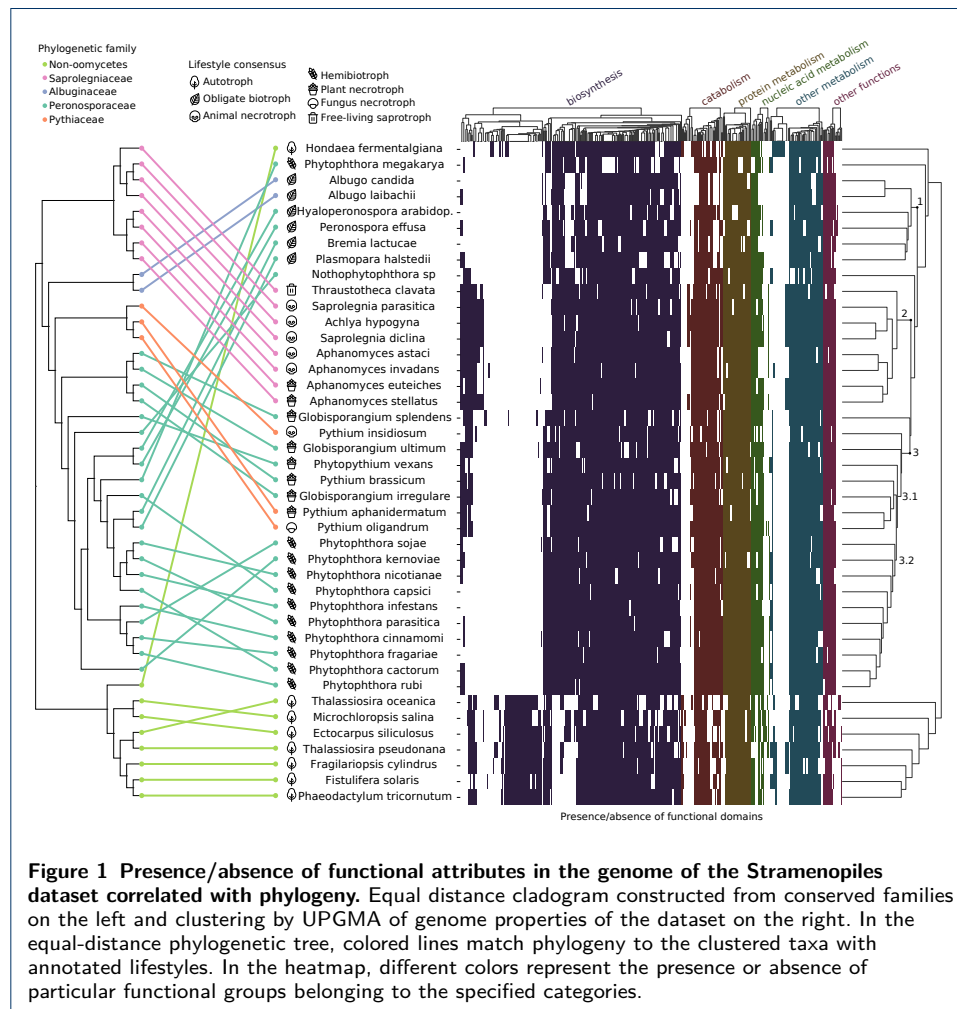 Phylogenetic family
Non-oomycetes
Saprolegniaceae
Albuginaceae
Peronosporaceae
Pythiaceae
Lifestyle consensus
Autotroph
Obligate biotroph
Animal necrotroph
Hemibiotroph
Plant necrotroph
Fungus necrotroph
Free-living saprotroph
biosynthesis
catabolism
protein metabolism
nucleic acid metabolism
other metabolism
other functions
Hondaea fermentalgiana
Phytophthora megakarya
Albugo candida
Albugo laibachii
Hyaloperonospora arabidop.
Peronospora effusa
Bremia lactucae
Plasmopara halstedii
Nothophytophthora sp
Thraustotheca clavata
Saprolegnia parasitica
Achlya hypogyna
Saprolegnia diclina
Aphanomyces astaci
Aphanomyces invadans
Aphanomyces euteiches
Aphanomyces stellatus
Globisporangium splendens
Pythium insidiosum
Globisporangium ultimum
Phytopythium vexans
Pythium brassicum
Globisporangium irregulare
Pythium aphanidermatum
Pythium oligandrum
Phytophthora sojae
Phytophthora kernoviae
Phytophthora nicotianae
Phytophthora capsici
Phytophthora infestans
Phytophthora parasitica
Phytophthora cinnamomi
Phytophthora fragariae
Phytophthora cactorum
Phytophthora rubi
Thalassiosira oceanica
Microchloropsis salina
Ectocarpus siliculosus
Thalassiosira pseudonana
Fragilariopsis cylindrus
Fistulifera solaris
Phaeodactylum tricornutum
1
2
3
3.1
3.2
Presence/absence of functional domains
Figure 1 Presence/absence of functional attributes in the genome of the Stramenopiles
dataset correlated with phylogeny. Equal distance cladogram constructed from conserved families
on the left and clustering by UPGMA of genome properties of the dataset on the right. In the
equal-distance phylogenetic tree, colored lines match phylogeny to the clustered taxa with
annotated lifestyles. In the heatmap, different colors represent the presence or absence of
particular functional groups belonging to the specified categories.